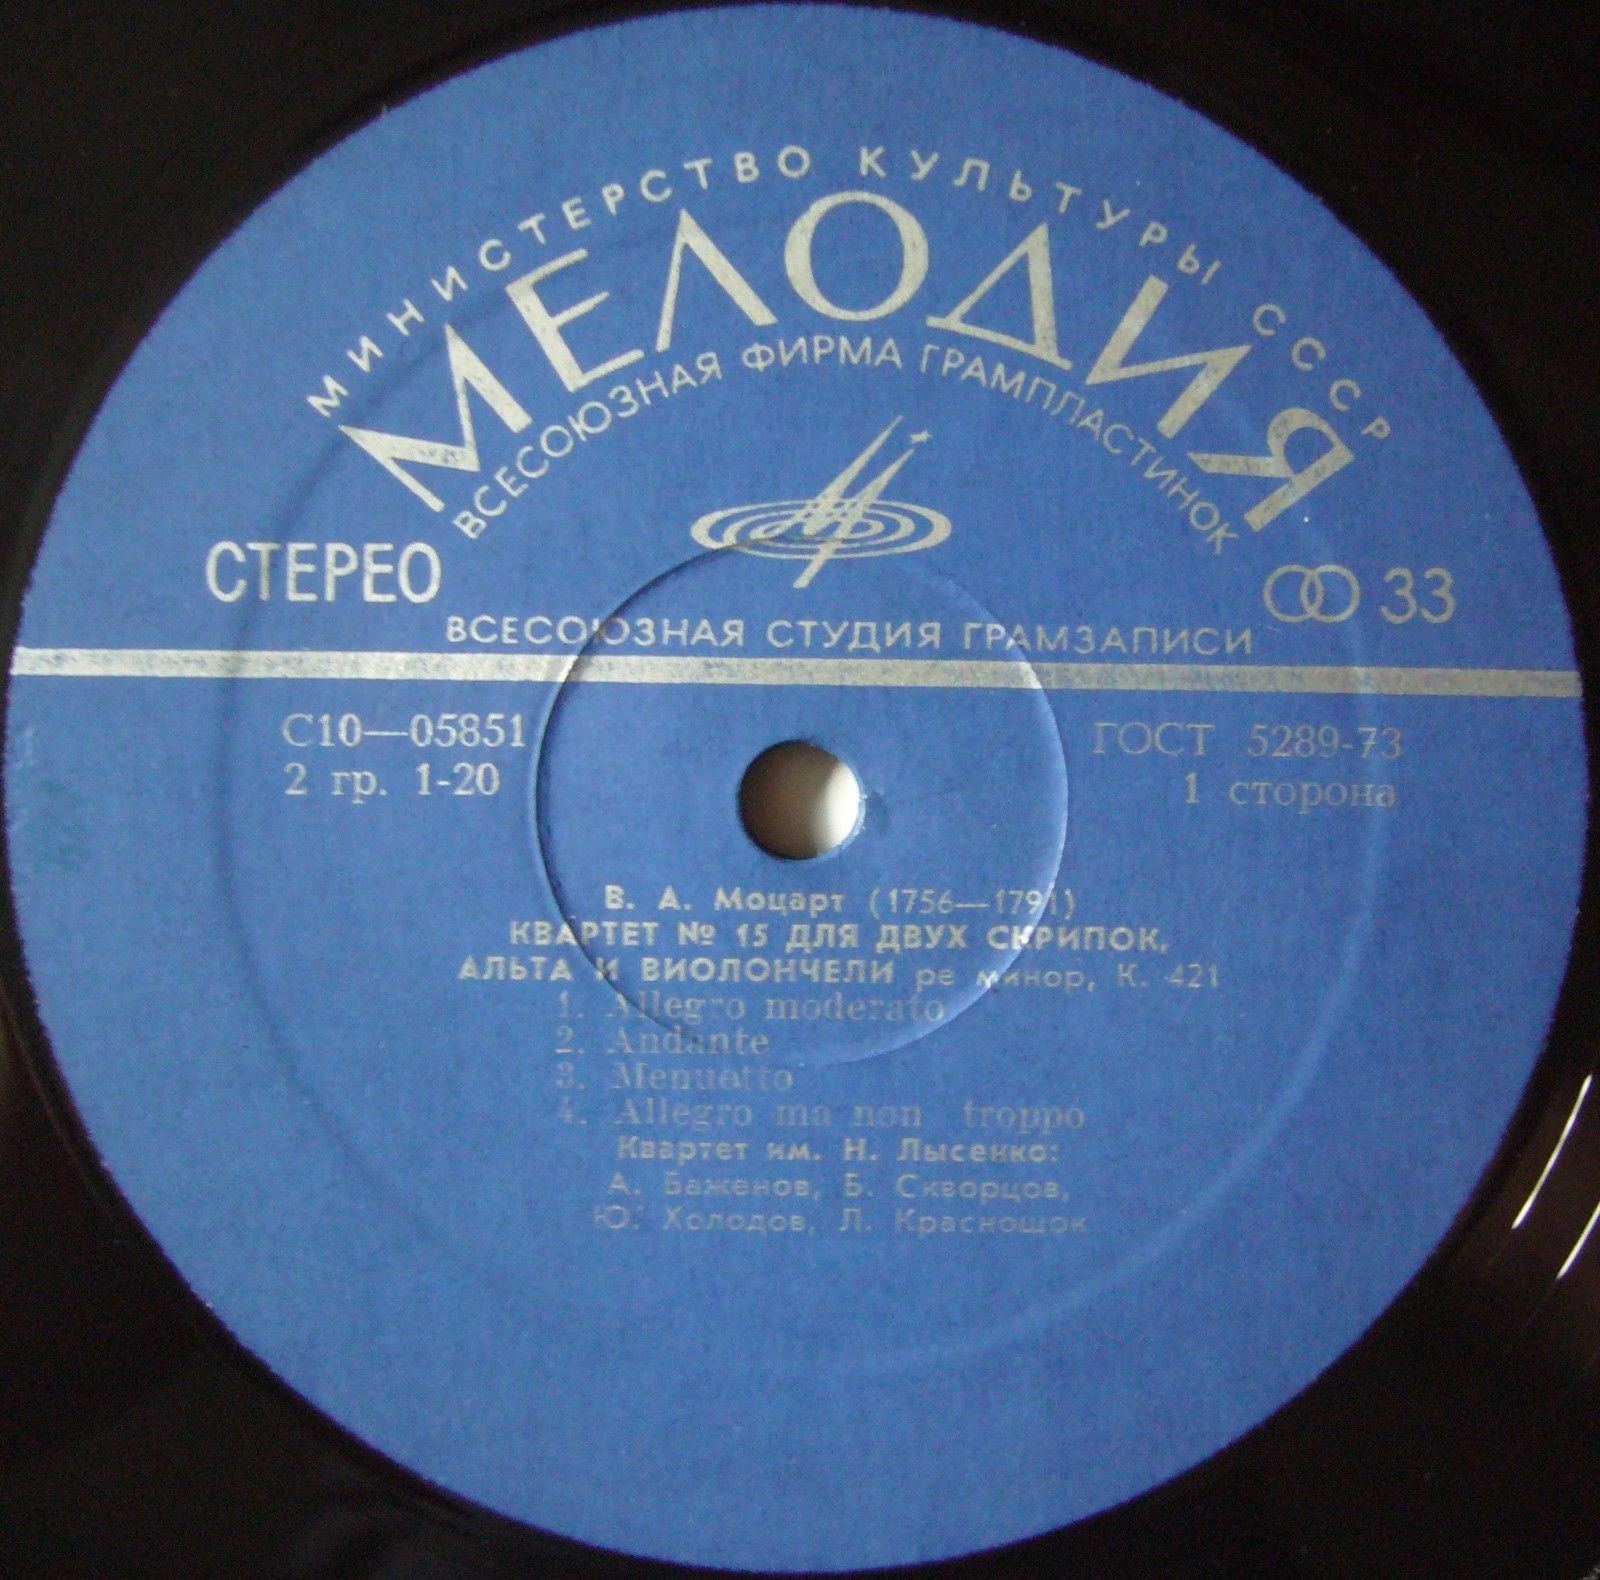 МИНИСТЕРСТВО КУЛЬТУРЫ СССР
МЕЛОДИЯ
ВСЕСОЮЗНАЯ ФИРМА ГРАМПЛАСТИНОК
СТЕРЕО
33
ВСЕСОЮЗНАЯ СТУДИЯ ГРАМЗАПИСИ
С10—05851
ГОСТ 5289-73
2 гр. 1-20
1 сторона
В. А. Моцарт (1756—1791)
КВАРТЕТ № 15 ДЛЯ ДВУХ СКРИПОК,
АЛЬТА И ВИОЛОНЧЕЛИ ре минор, К. 421
1. Allegro moderato
2. Andante
3. Menuetto
4. Allegro ma non troppo
Квартет им. Н. Лысенко:
А. Баженов, Б. Скворцов,
Ю. Холодов, Л. Краснощок